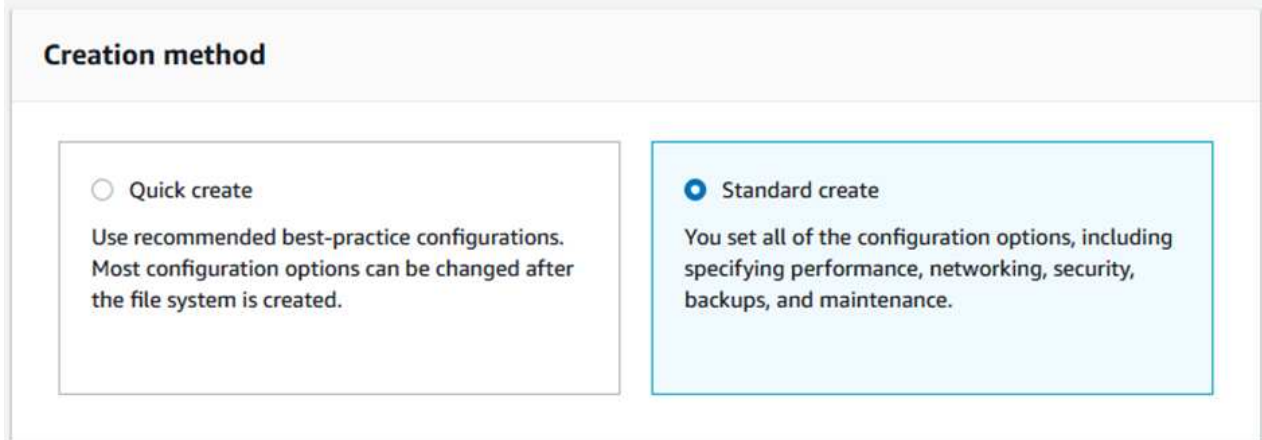 Creation method
Quick create
Use recommended best-practice configurations.
Most configuration options can be changed after
the file system is created.
Standard create
You set all of the configuration options, including
specifying performance, networking, security,
backups, and maintenance.